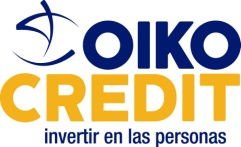 OIKO
CREDIT
invertir en las personas